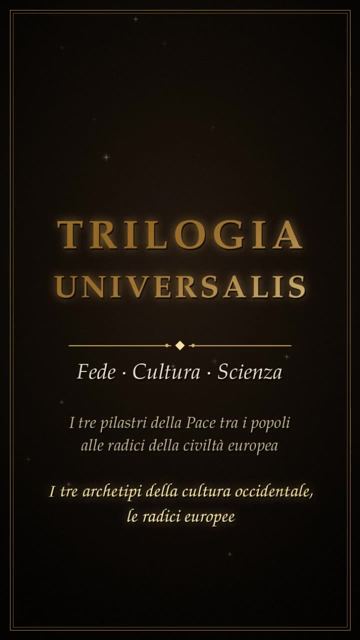 TRILOGIA
UNIVERSALIS
Fede · Cultura · Scienza
I tre pilastri della Pace tra i popoli
alle radici della civiltà europea
I tre archetipi della cultura occidentale,
le radici europee